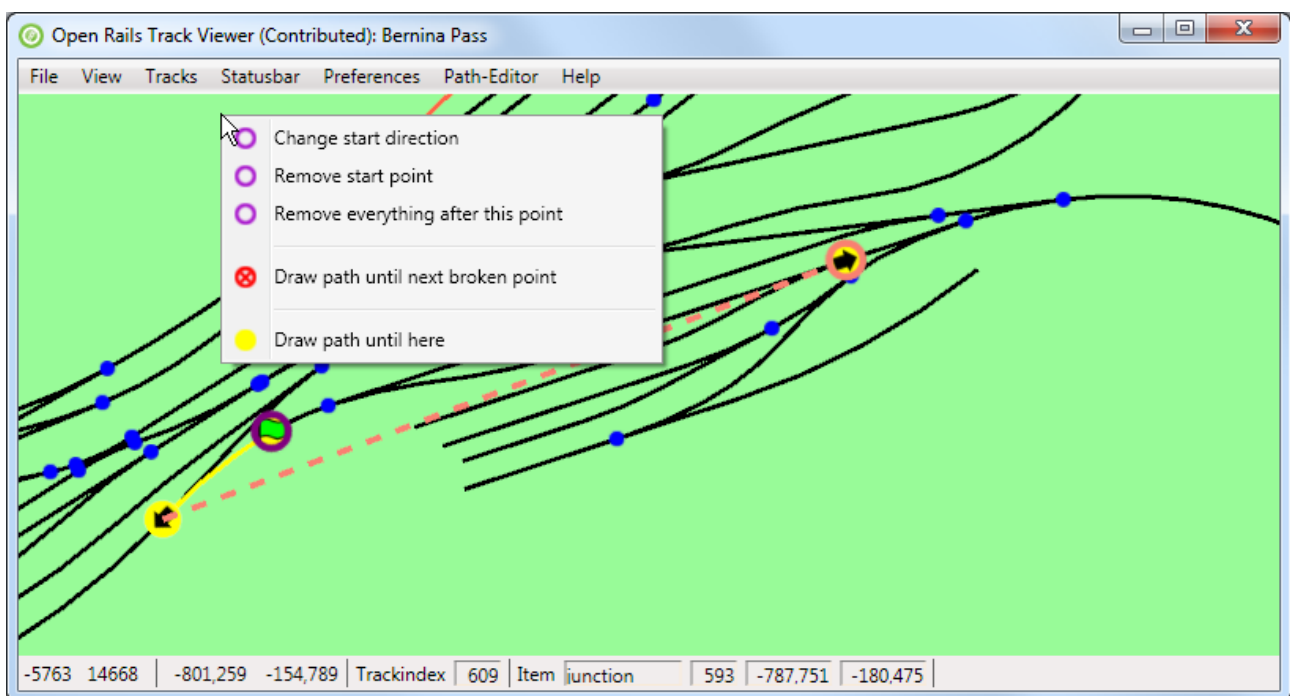 Open Rails Track Viewer (Contributed): Bernina Pass
File View Tracks Statusbar Preferences Path-Editor Help
Change start direction
Remove start point
Remove everything after this point
Draw path until next broken point
Draw path until here
-5763 14668 -801,259 -154,789 Trackindex 609 Item junction 593 -787,751 -180,475